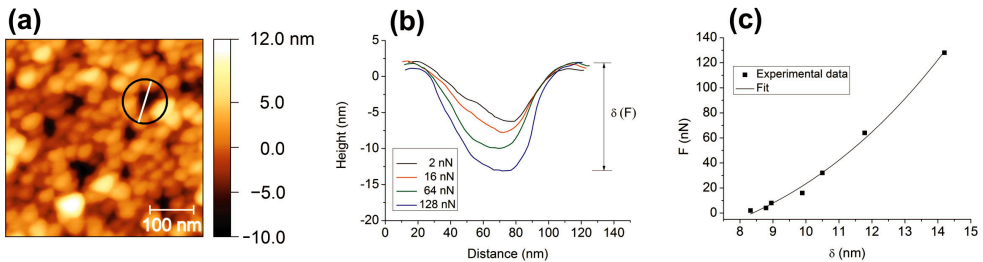 (a)
12.0 nm
5.0
0.0
−5.0
−10.0
100 nm
(b)
Height (nm)
5
0
-5
-10
-15
-20
2 nN
16 nN
64 nN
128 nN
δ (F)
0 20 40 60 80 100 120 140
Distance (nm)
(c)
F (nN)
140
120
100
80
60
40
20
0
Experimental data
Fit
8 9 10 11 12 13 14
δ (nm)